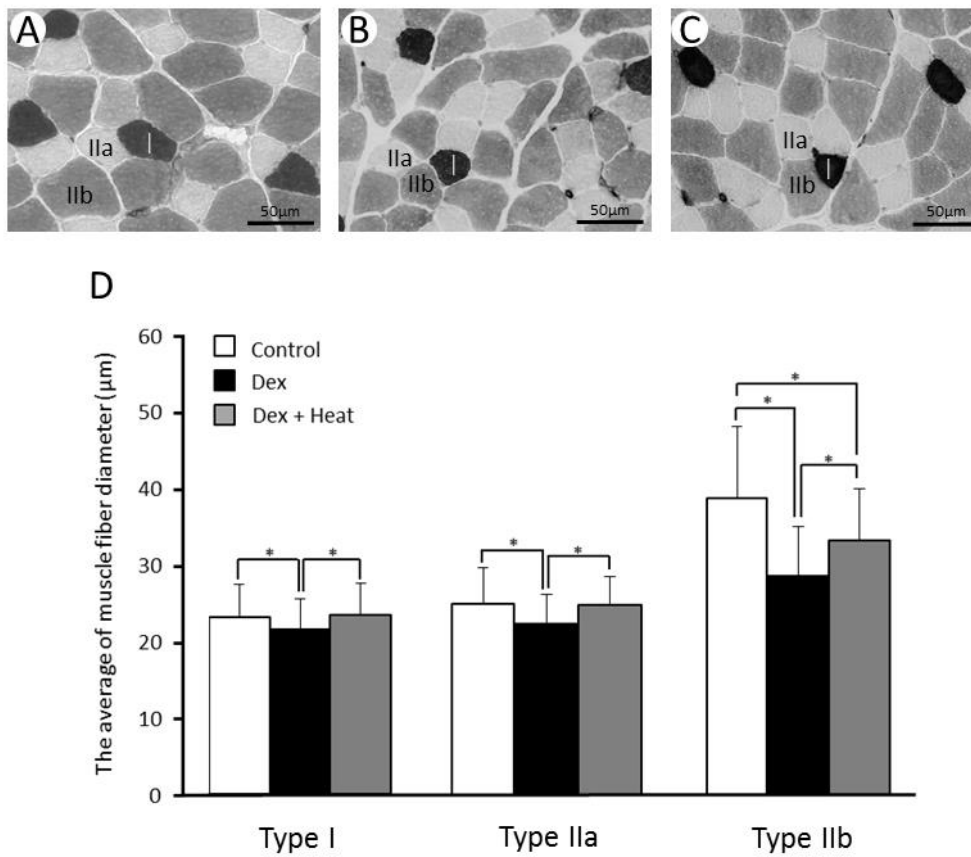 A
IIa
I
IIb
50μm
B
IIa
I
IIb
50μm
C
IIa
I
IIb
50μm
D
The average of muscle fiber diameter (μm)
60
50
40
30
20
10
0
Control
Dex
Dex + Heat
*
*
*
*
*
*
*
Type I
Type IIa
Type IIb